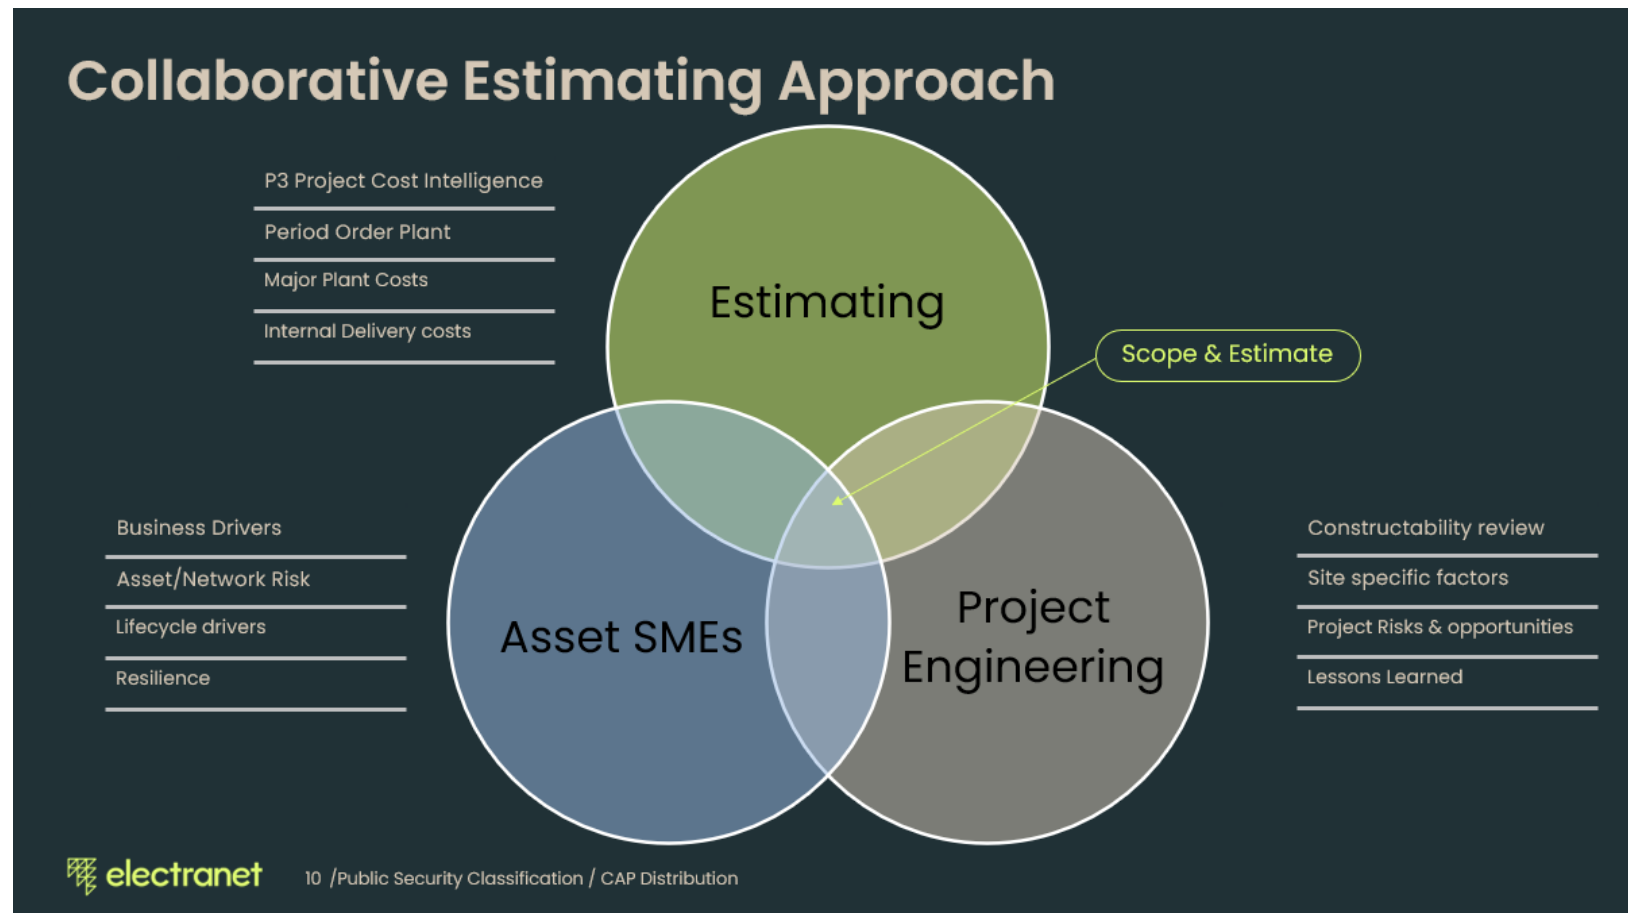 Collaborative Estimating Approach
P3 Project Cost Intelligence
Period Order Plant
Major Plant Costs
Internal Delivery costs
Estimating
Scope & Estimate
Business Drivers
Asset/Network Risk
Lifecycle drivers
Resilience
Asset SMEs
Project
Engineering
Constructability review
Site specific factors
Project Risks & opportunities
Lessons Learned
electranet
10 /Public Security Classification / CAP Distribution